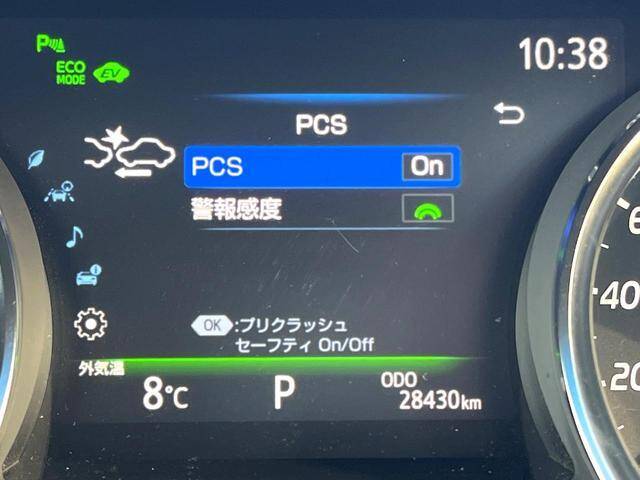 P
10:38
ECO
MODE
EV
PCS
PCS On
警報感度
OK :プリクラッシュ
セーフティ On/Off
外気温
8℃
P
ODO
28430km
6
40
20